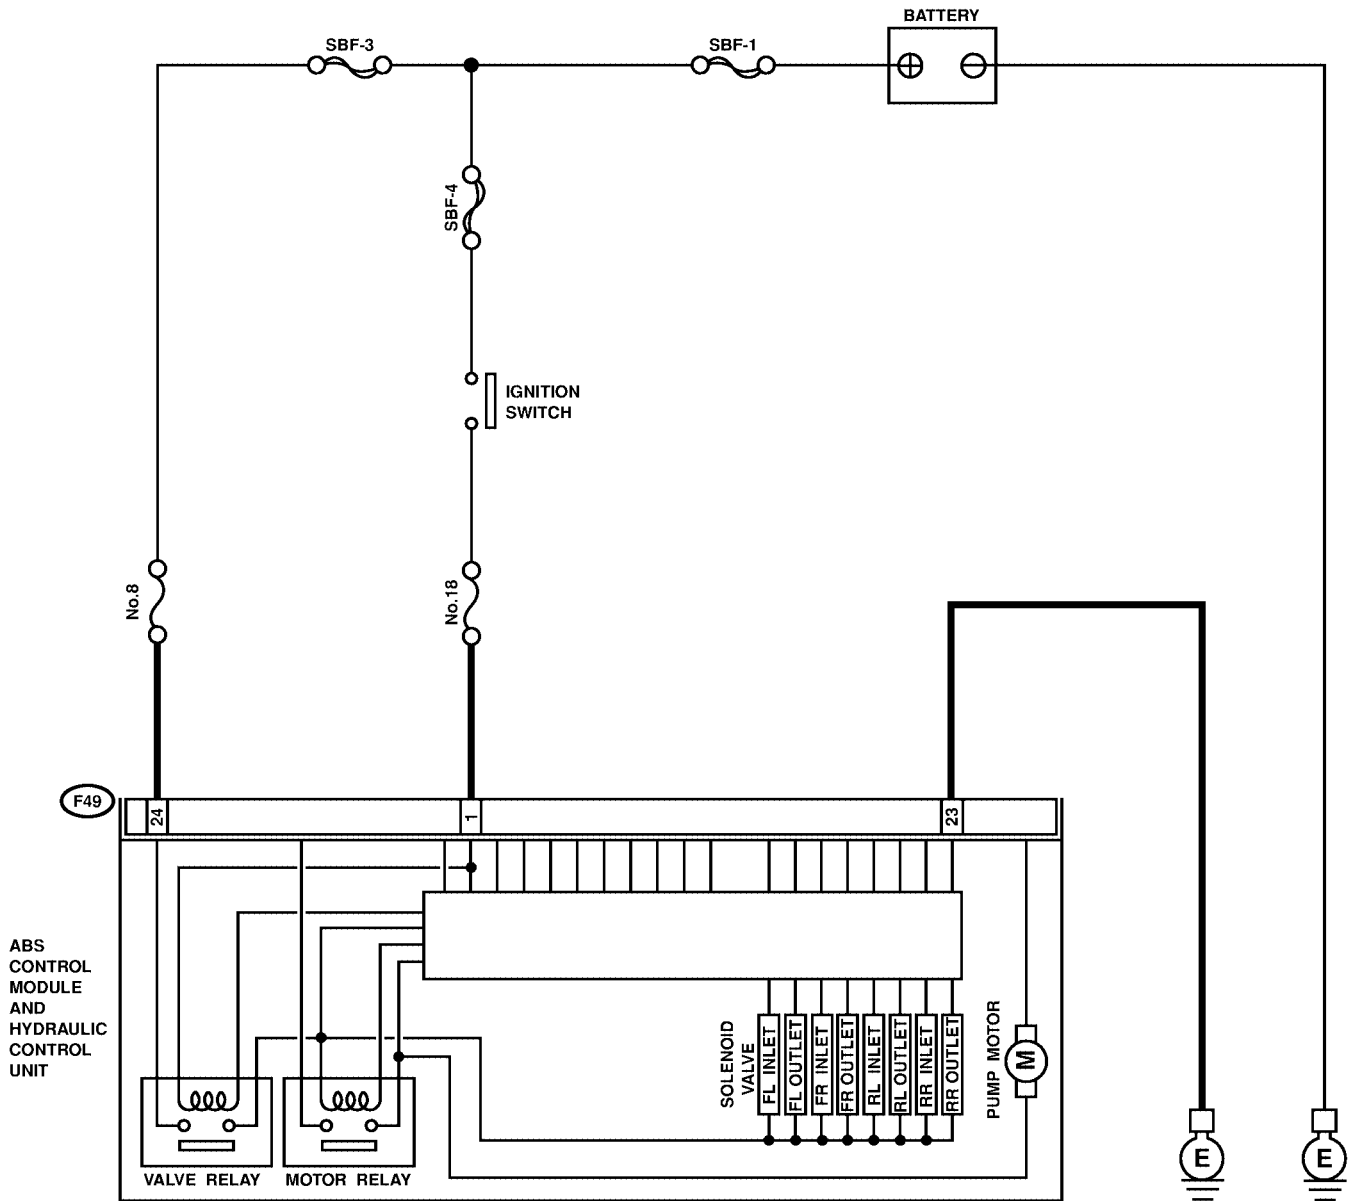 BATTERY
SBF-3
SBF-1
SBF-4
IGNITION
SWITCH
No.8
No.18
F49
24
1
23
ABS
CONTROL
MODULE
AND
HYDRAULIC
CONTROL
UNIT
SOLENOID
VALVE
FL INLET
FL OUTLET
FR INLET
FR OUTLET
RL INLET
RL OUTLET
RR INLET
RR OUTLET
PUMP MOTOR
M
VALVE RELAY
MOTOR RELAY
E
E